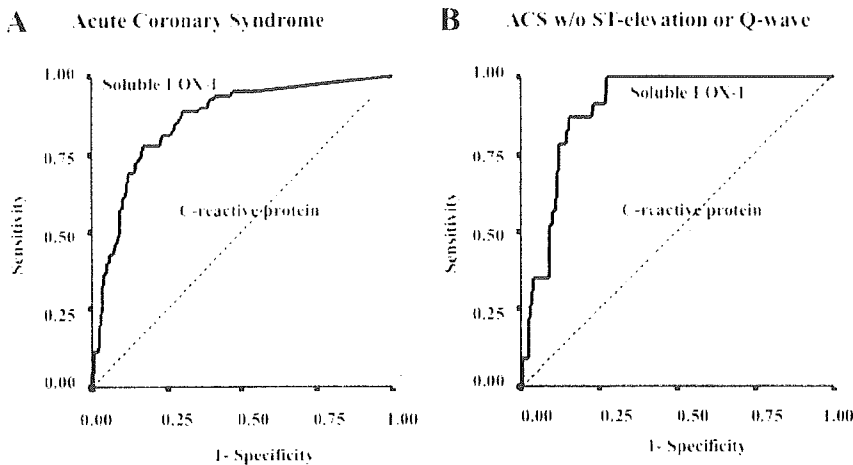 A Acute Coronary Syndrome
1.00
Soluble LOX-1
0.75
C-reactive protein
Sensitivity
0.50
0.25
0.00
0.00 0.25 0.50 0.75 1.00
1- Specificity
B ACS w/o ST-elevation or Q-wave
1.00
Soluble LOX-1
0.75
C-reactive protein
Sensitivity
0.50
0.25
0.00
0.00 0.25 0.50 0.75 1.00
1- Specificity